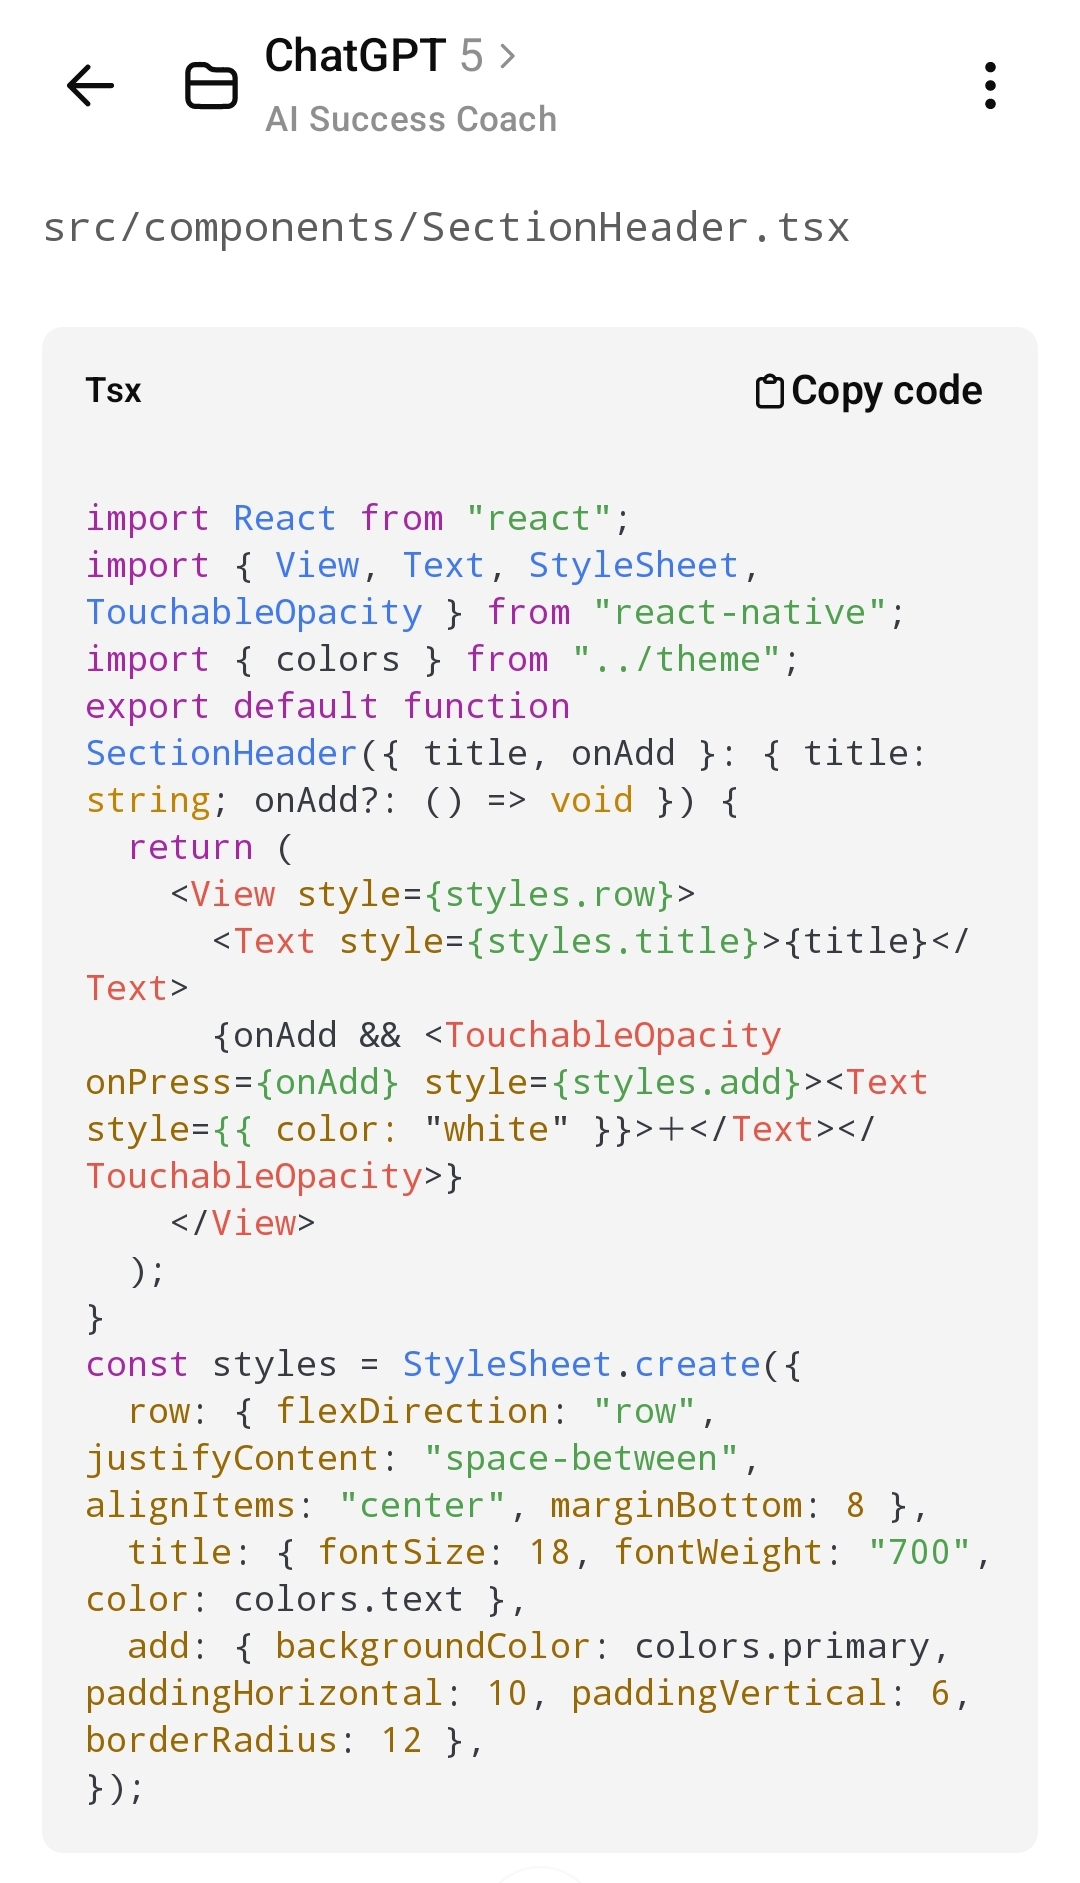 ChatGPT 5 >
AI Success Coach
src/components/SectionHeader.tsx
Tsx
Copy code
import React from "react";
import { View, Text, StyleSheet,
TouchableOpacity } from "react-native";
import { colors } from "../theme";
export default function
SectionHeader({ title, onAdd }: { title:
string; onAdd?: () => void }) {
  return (
    <View style={styles.row}>
      <Text style={styles.title}>{title}</
Text>
      {onAdd && <TouchableOpacity
onPress={onAdd} style={styles.add}><Text
style={{ color: "white" }}>＋</Text></
TouchableOpacity>}
    </View>
  );
}
const styles = StyleSheet.create({
  row: { flexDirection: "row",
justifyContent: "space-between",
alignItems: "center", marginBottom: 8 },
  title: { fontSize: 18, fontWeight: "700",
color: colors.text },
  add: { backgroundColor: colors.primary,
paddingHorizontal: 10, paddingVertical: 6,
borderRadius: 12 },
});